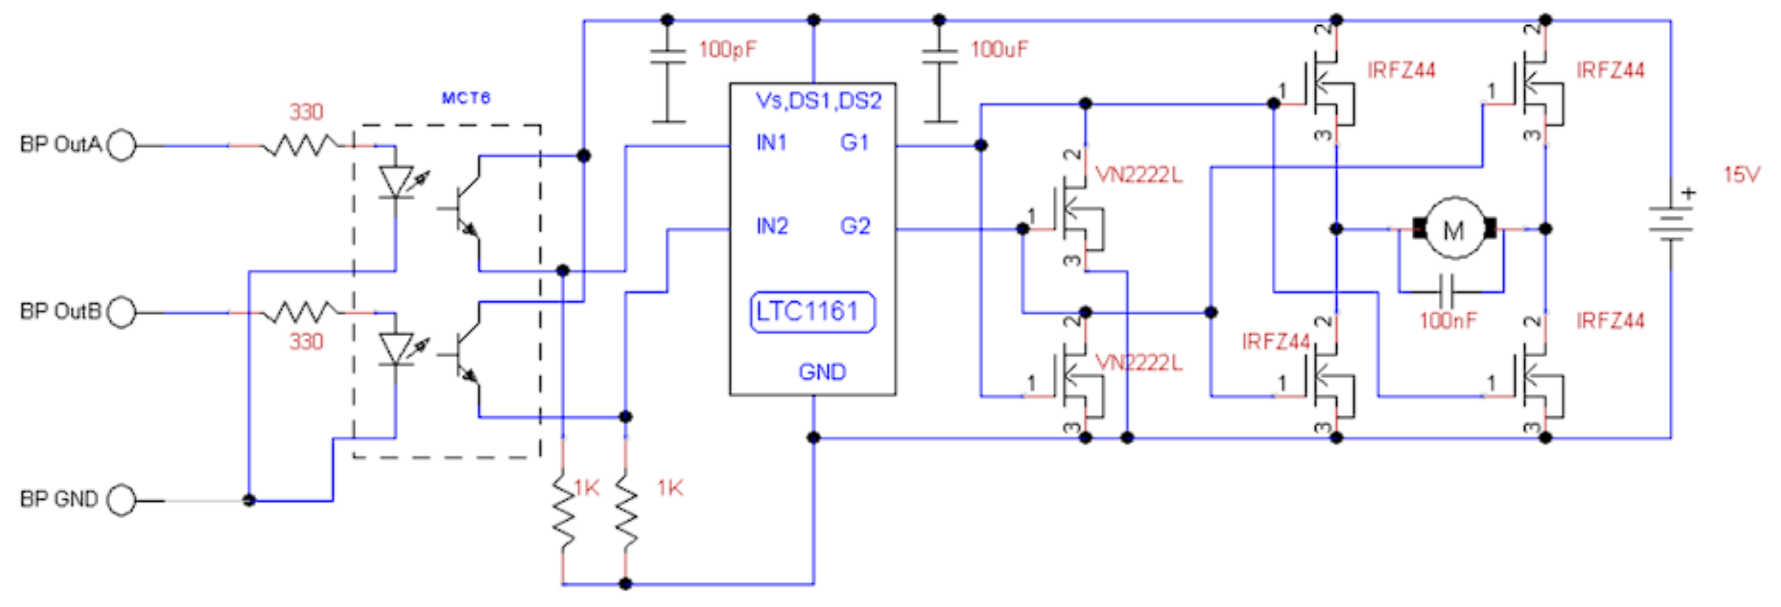 100pF
100uF
IRFZ44
IRFZ44
2
2
1
1
3
3
MCT6
330
BP OutA
Vs,DS1,DS2
IN1
G1
IN2
G2
LTC1161
GND
2
VN2222L
1
3
15V
+
M
100nF
BP OutB
330
2
VN2222L
1
3
IRFZ44
2
1
3
IRFZ44
2
1
3
BP GND
1K
1K